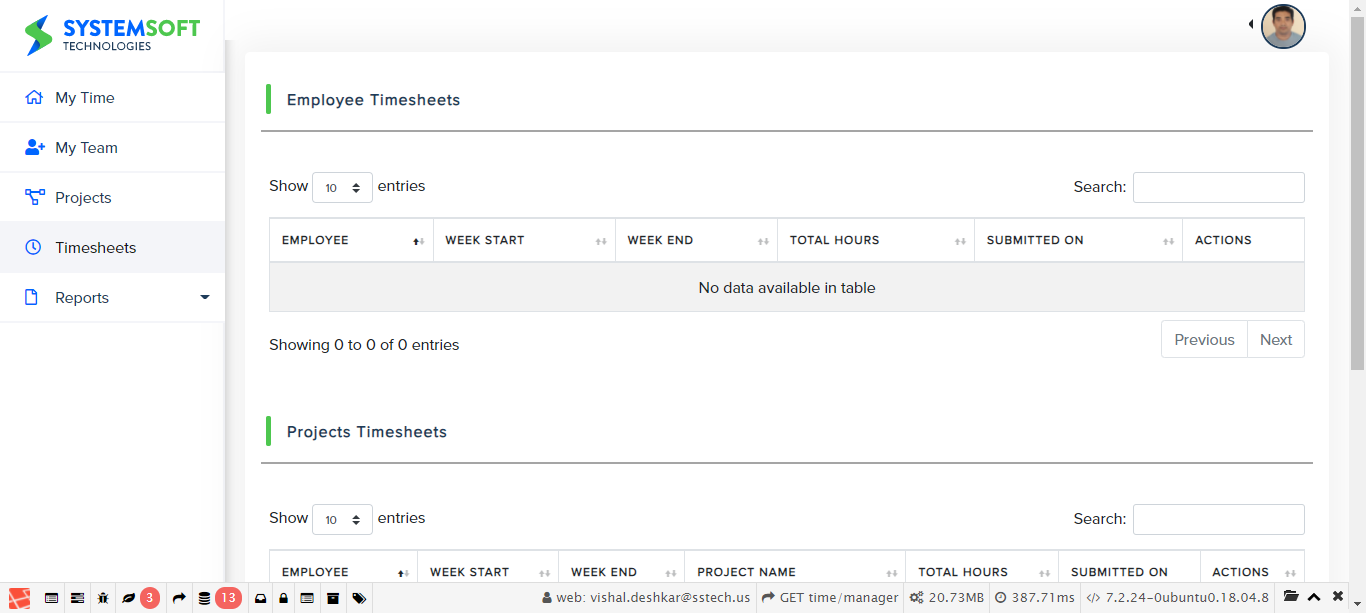 SYSTEMSOFT
TECHNOLOGIES
My Time
My Team
Projects
Timesheets
Reports
Employee Timesheets
Show 10 entries
Search:
EMPLOYEE WEEK START WEEK END TOTAL HOURS SUBMITTED ON ACTIONS
No data available in table
Showing 0 to 0 of 0 entries
Previous Next
Projects Timesheets
Show 10 entries
Search:
EMPLOYEE WEEK START WEEK END PROJECT NAME TOTAL HOURS SUBMITTED ON ACTIONS
3 13 web: vishal.deshkar@sstech.us GET time/manager 20.73MB 387.71ms 7.2.24-0ubuntu0.18.04.8